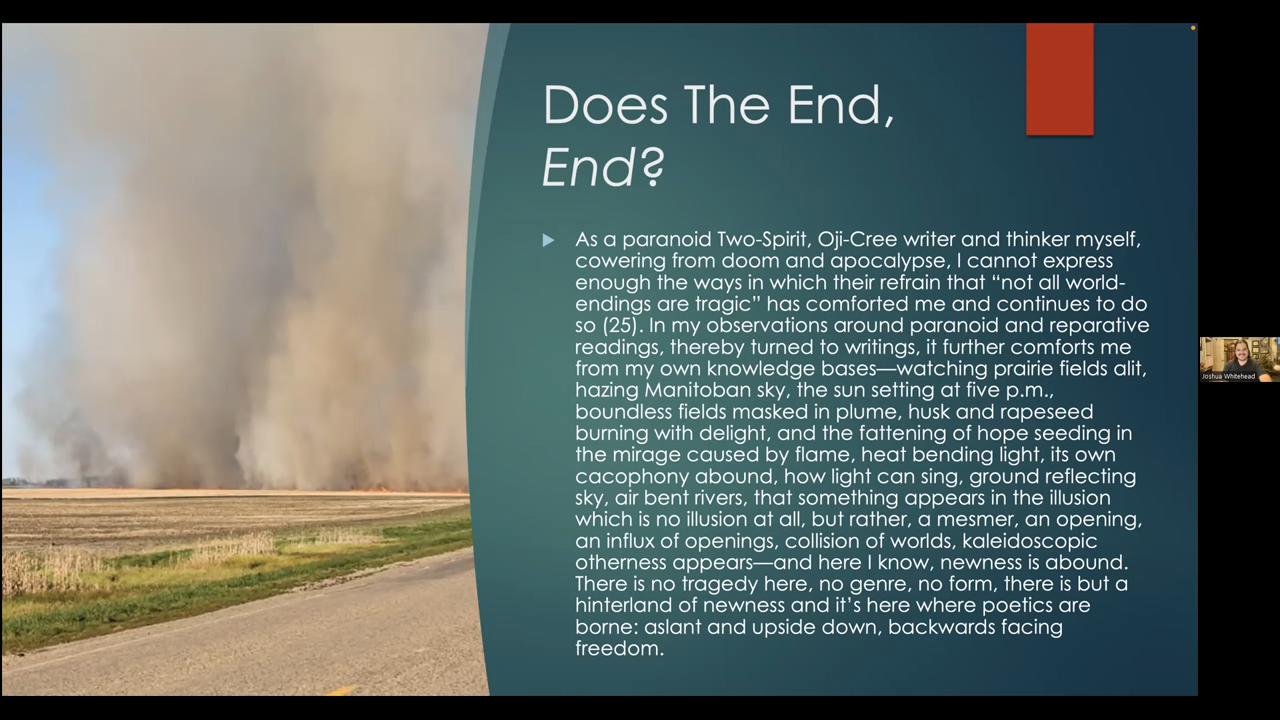 Does The End,
End?
As a paranoid Two-Spirit, Oji-Cree writer and thinker myself,
cowering from doom and apocalypse, I cannot express
enough the ways in which their refrain that “not all world-
endings are tragic” has comforted me and continues to do
so (25). In my observations around paranoid and reparative
readings, thereby turned to writings, it further comforts me
from my own knowledge bases—watching prairie fields alit,
hazing Manitoban sky, the sun setting at five p.m.,
boundless fields masked in plume, husk and rapeseed
burning with delight, and the fattening of hope seeding in
the mirage caused by flame, heat bending light, its own
cacophony abound, how light can sing, ground reflecting
sky, air bent rivers, that something appears in the illusion
which is no illusion at all, but rather, a mesmer, an opening,
an influx of openings, collision of worlds, kaleidoscopic
otherness appears—and here I know, newness is abound.
There is no tragedy here, no genre, no form, there is but a
hinterland of newness and it’s here where poetics are
borne: aslant and upside down, backwards facing
freedom.
Joshua Whitehead